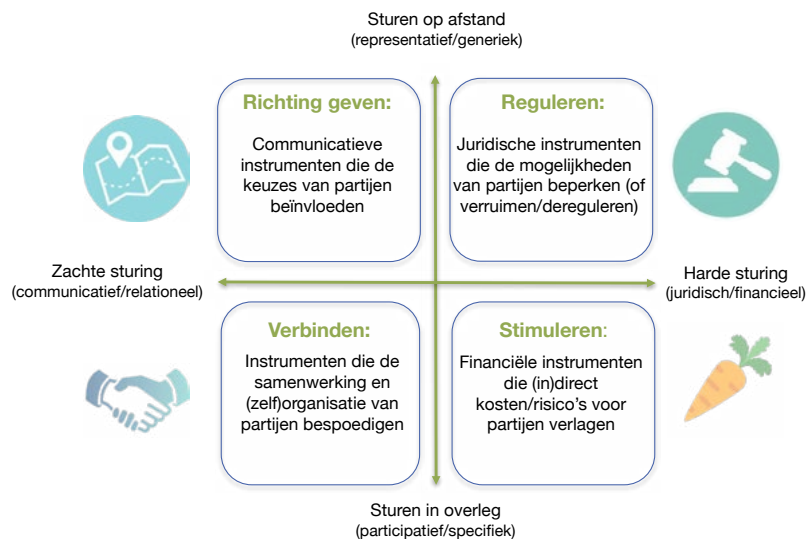 Sturen op afstand
(representatief/generiek)
Richting geven:
Communicatieve
instrumenten die de
keuzes van partijen
beïnvloeden
Reguleren:
Juridische instrumenten
die de mogelijkheden
van partijen beperken (of
verruimen/dereguleren)
Zachte sturing
(communicatief/relationeel)
Harde sturing
(juridisch/financieel)
Verbinden:
Instrumenten die de
samenwerking en
(zelf)organisatie van
partijen bespoedigen
Stimuleren:
Financiële instrumenten
die (in)direct
kosten/risico's voor
partijen verlagen
Sturen in overleg
(participatief/specifiek)